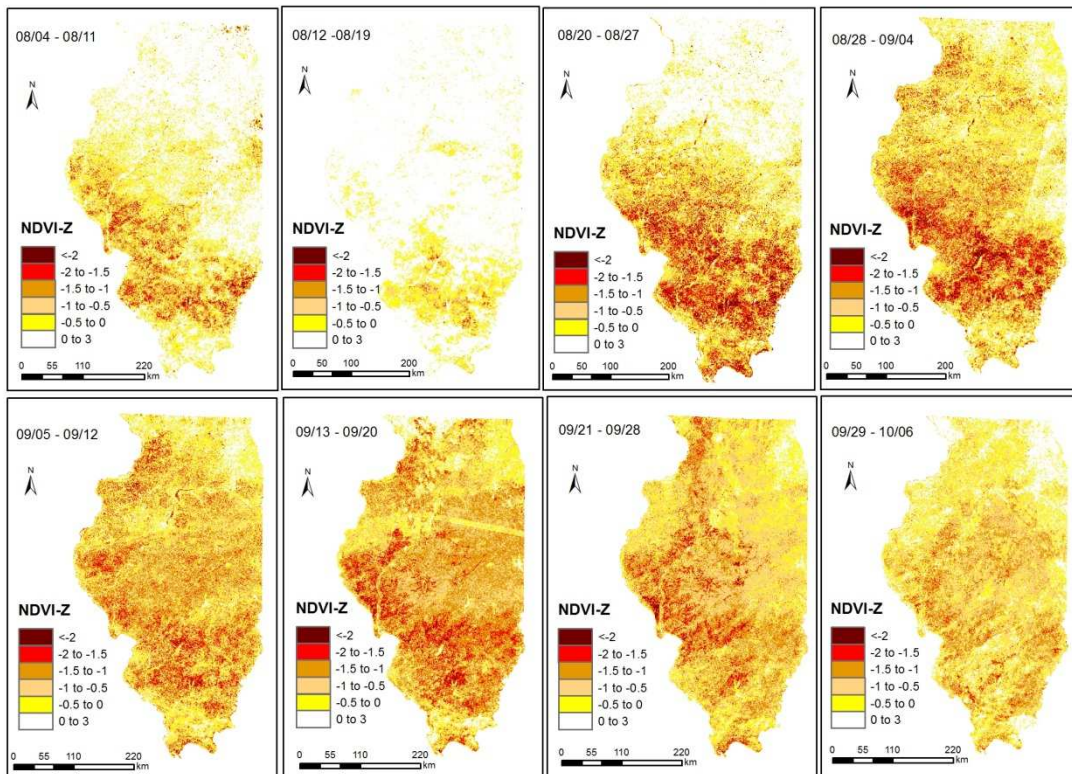 08/04 - 08/11
N
NDVI-Z
<-2
-2 to -1.5
-1.5 to -1
-1 to -0.5
-0.5 to 0
0 to 3
0 55 110 220
km
08/12 -08/19
N
NDVI-Z
<-2
-2 to -1.5
-1.5 to -1
-1 to -0.5
-0.5 to 0
0 to 3
0 50 100 200
km
08/20 - 08/27
N
NDVI-Z
<-2
-2 to -1.5
-1.5 to -1
-1 to -0.5
-0.5 to 0
0 to 3
0 50 100 200
km
08/28 - 09/04
N
NDVI-Z
<-2
-2 to -1.5
-1.5 to -1
-1 to -0.5
-0.5 to 0
0 to 3
0 50 100 200
km
09/05 - 09/12
N
NDVI-Z
<-2
-2 to -1.5
-1.5 to -1
-1 to -0.5
-0.5 to 0
0 to 3
0 55 110 220
km
09/13 - 09/20
N
NDVI-Z
<-2
-2 to -1.5
-1.5 to -1
-1 to -0.5
-0.5 to 0
0 to 3
0 55 110 220
km
09/21 - 09/28
N
NDVI-Z
<-2
-2 to -1.5
-1.5 to -1
-1 to -0.5
-0.5 to 0
0 to 3
0 55 110 220
km
09/29 - 10/06
N
NDVI-Z
<-2
-2 to -1.5
-1.5 to -1
-1 to -0.5
-0.5 to 0
0 to 3
0 55 110 220
km